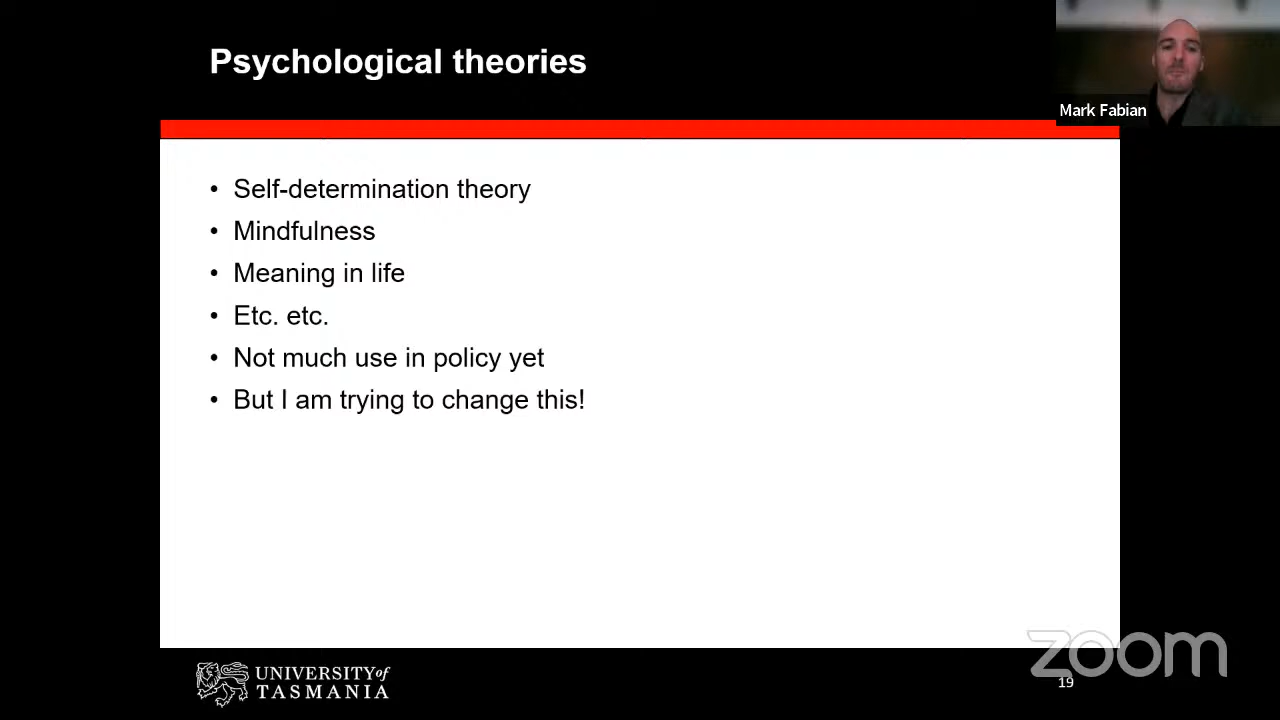 Psychological theories
Mark Fabian
• Self-determination theory
• Mindfulness
• Meaning in life
• Etc. etc.
• Not much use in policy yet
• But I am trying to change this!
UNIVERSITY of
TASMANIA
zoom
19